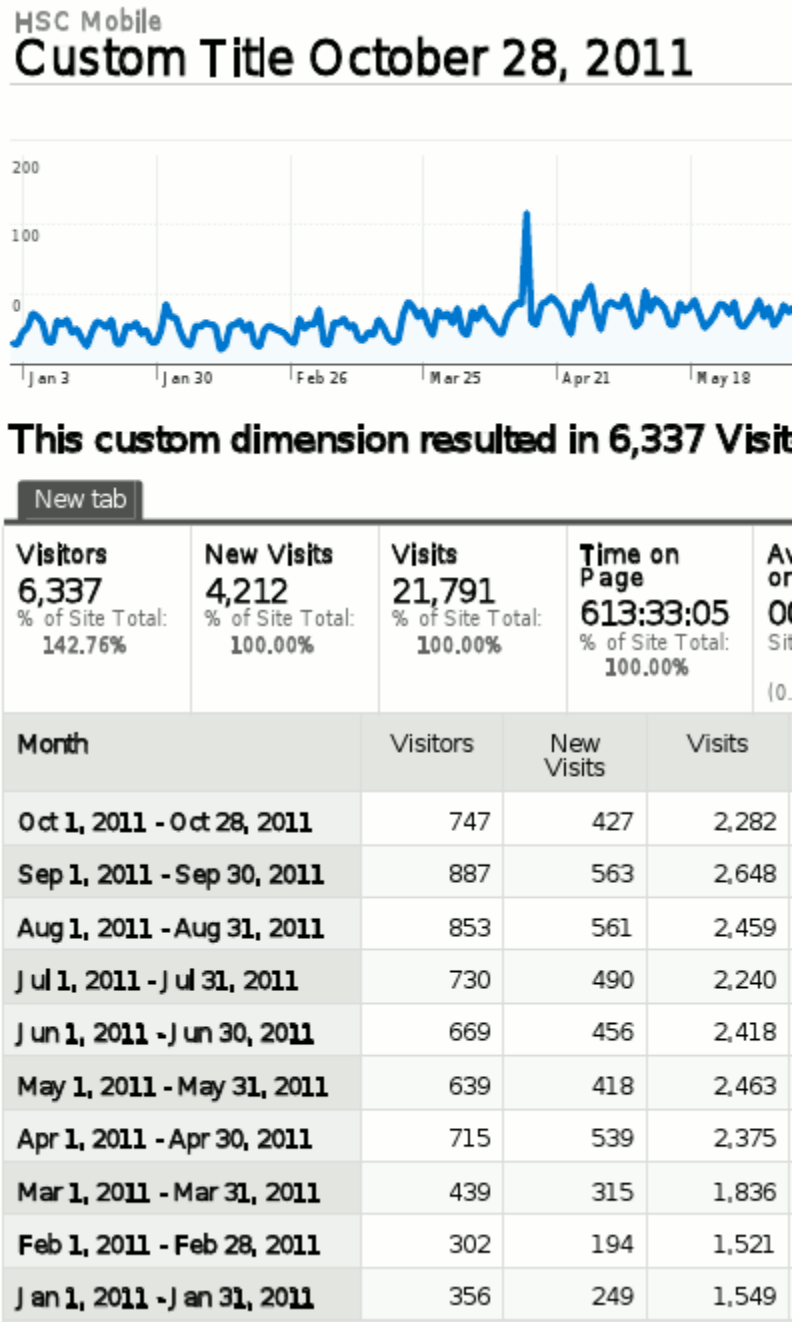 HSC Mobile
Custom Title October 28, 2011
200
100
0
Jan 3 Jan 30 Feb 26 Mar 25 Apr 21 May 18
This custom dimension resulted in 6,337 Visit
New tab
Visitors New Visits Visits Time on Av
Page or
6,337 4,212 21,791 613:33:05 00
% of Site Total: % of Site Total: % of Site Total: % of Site Total: Sit
142.76% 100.00% 100.00% 100.00% (0.
Month Visitors New Visits
Visits
Oct 1, 2011 - Oct 28, 2011 747 427 2,282
Sep 1, 2011 - Sep 30, 2011 887 563 2,648
Aug 1, 2011 - Aug 31, 2011 853 561 2,459
Jul 1, 2011 - Jul 31, 2011 730 490 2,240
Jun 1, 2011 - Jun 30, 2011 669 456 2,418
May 1, 2011 - May 31, 2011 639 418 2,463
Apr 1, 2011 - Apr 30, 2011 715 539 2,375
Mar 1, 2011 - Mar 31, 2011 439 315 1,836
Feb 1, 2011 - Feb 28, 2011 302 194 1,521
Jan 1, 2011 - Jan 31, 2011 356 249 1,549